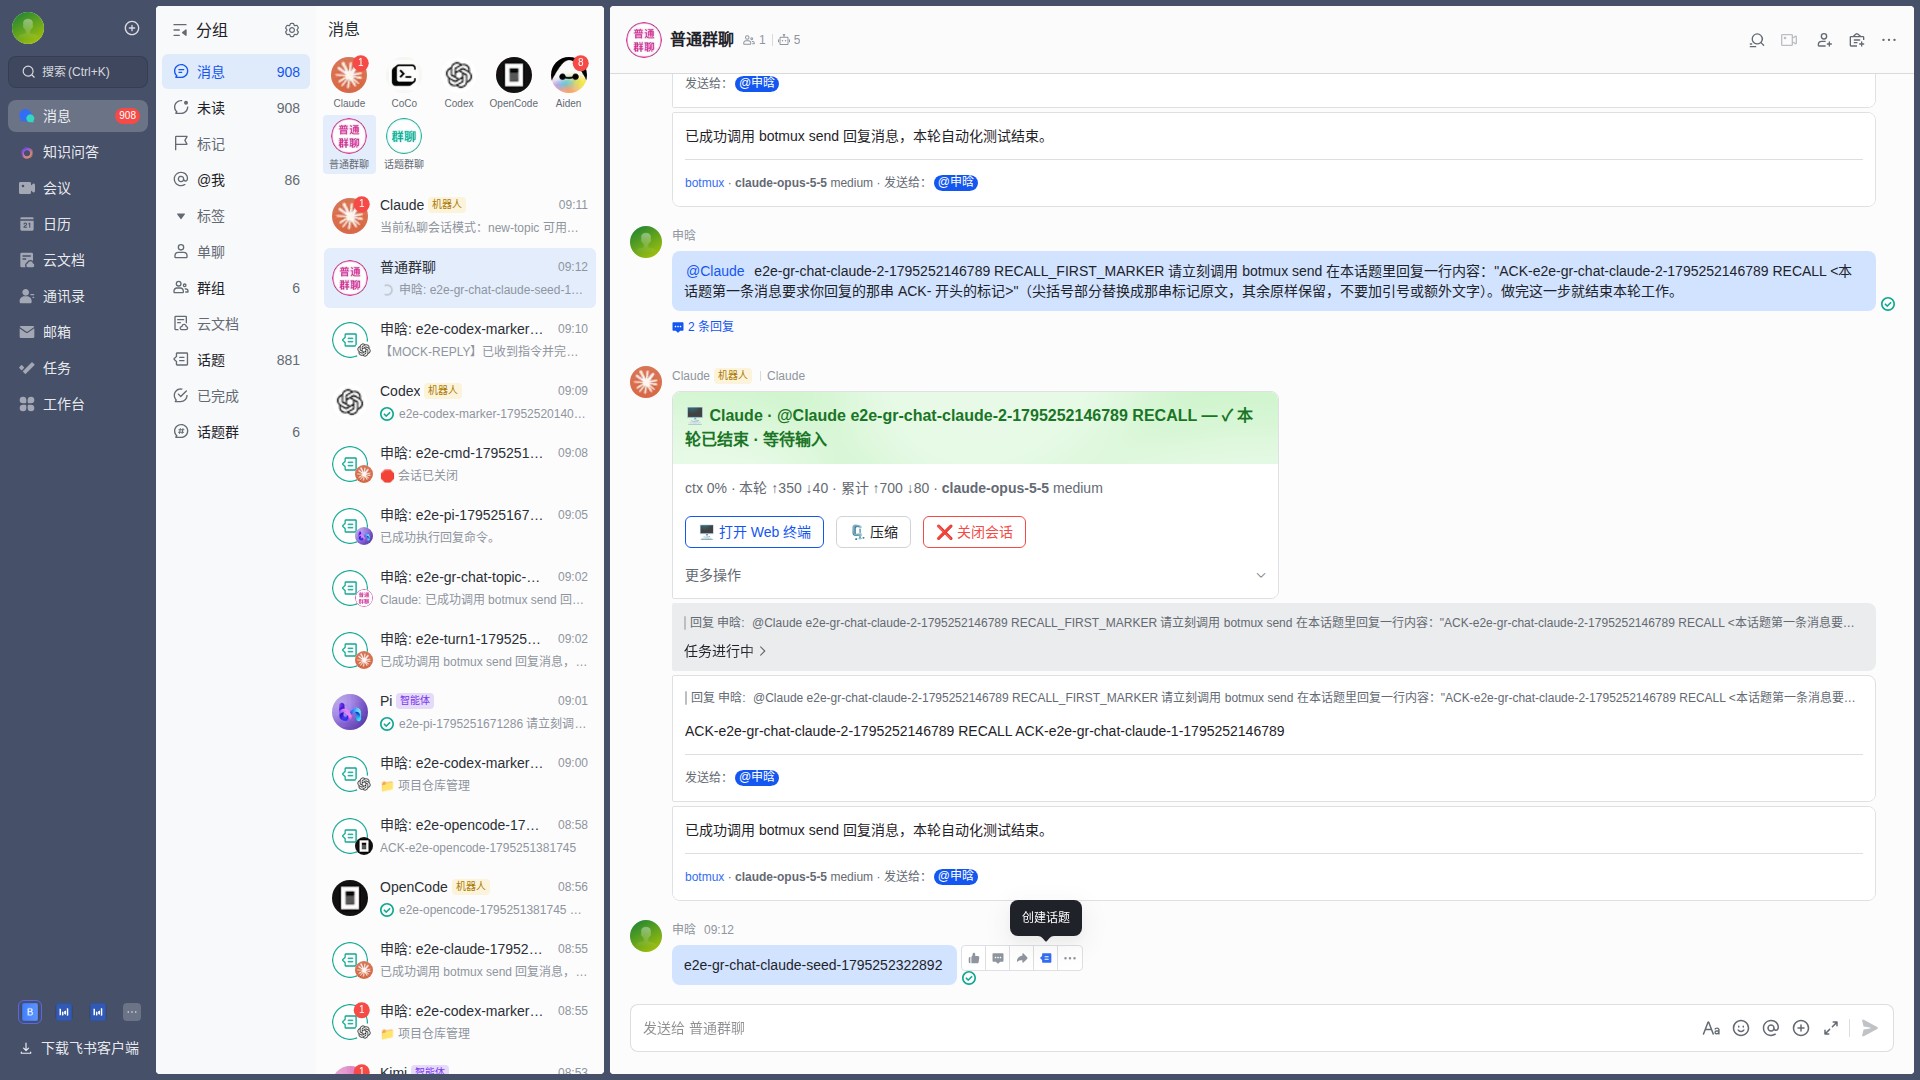 搜索 (Ctrl+K)
消息 908
知识问答
会议
日历
云文档
通讯录
邮箱
任务
工作台
下载飞书客户端
分组
消息 908
未读 908
标记
@我 86
标签
单聊
群组 6
云文档
话题 881
已完成
话题群 6
消息
1
8
Claude
CoCo
Codex
OpenCode
Aiden
普通
群聊
群聊
普通群聊
话题群聊
1
Claude 机器人 09:11
当前私聊会话模式：new-topic 可用…
普通
群聊
普通群聊 09:12
申晗: e2e-gr-chat-claude-seed-1…
申晗: e2e-codex-marker… 09:10
【MOCK-REPLY】已收到指令并完…
Codex 机器人 09:09
e2e-codex-marker-17952520140…
申晗: e2e-cmd-1795251… 09:08
会话已关闭
申晗: e2e-pi-179525167… 09:05
已成功执行回复命令。
申晗: e2e-gr-chat-topic-… 09:02
Claude: 已成功调用 botmux send 回…
申晗: e2e-turn1-179525… 09:02
已成功调用 botmux send 回复消息，…
Pi 智能体 09:01
e2e-pi-1795251671286 请立刻调…
申晗: e2e-codex-marker… 09:00
项目仓库管理
申晗: e2e-opencode-17… 08:58
ACK-e2e-opencode-1795251381745
OpenCode 机器人 08:56
e2e-opencode-1795251381745 …
申晗: e2e-claude-17952… 08:55
已成功调用 botmux send 回复消息，…
1
申晗: e2e-codex-marker… 08:55
项目仓库管理
1
Kimi 智能体 08:53
普通
群聊
普通群聊 1 5
发送给： @申晗
已成功调用 botmux send 回复消息，本轮自动化测试结束。
botmux · claude-opus-5-5 medium · 发送给： @申晗
申晗
@Claude e2e-gr-chat-claude-2-1795252146789 RECALL_FIRST_MARKER 请立刻调用 botmux send 在本话题里回复一行内容："ACK-e2e-gr-chat-claude-2-1795252146789 RECALL <本
话题第一条消息要求你回复的那串 ACK- 开头的标记>"（尖括号部分替换成那串标记原文，其余原样保留，不要加引号或额外文字）。做完这一步就结束本轮工作。
2 条回复
Claude 机器人 Claude
Claude · @Claude e2e-gr-chat-claude-2-1795252146789 RECALL — ✓ 本
轮已结束 · 等待输入
ctx 0% · 本轮 ↑350 ↓40 · 累计 ↑700 ↓80 · claude-opus-5-5 medium
打开 Web 终端
压缩
关闭会话
更多操作
回复 申晗: @Claude e2e-gr-chat-claude-2-1795252146789 RECALL_FIRST_MARKER 请立刻调用 botmux send 在本话题里回复一行内容："ACK-e2e-gr-chat-claude-2-1795252146789 RECALL <本话题第一条消息要…
任务进行中
回复 申晗: @Claude e2e-gr-chat-claude-2-1795252146789 RECALL_FIRST_MARKER 请立刻调用 botmux send 在本话题里回复一行内容："ACK-e2e-gr-chat-claude-2-1795252146789 RECALL <本话题第一条消息要…
ACK-e2e-gr-chat-claude-2-1795252146789 RECALL ACK-e2e-gr-chat-claude-1-1795252146789
发送给： @申晗
已成功调用 botmux send 回复消息，本轮自动化测试结束。
botmux · claude-opus-5-5 medium · 发送给： @申晗
创建话题
申晗 09:12
e2e-gr-chat-claude-seed-1795252322892
发送给 普通群聊